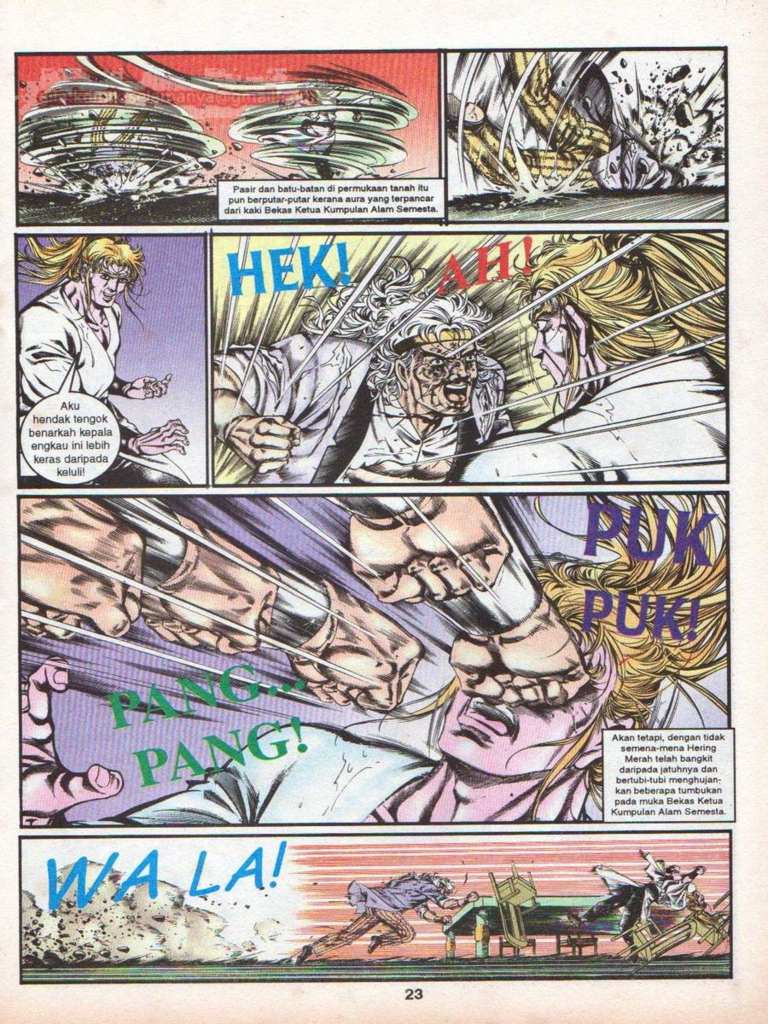 Pasir dan batu-batan di permukaan tanah itu
pun berputar-putar kerana aura yang terpancar
dari kaki Bekas Ketua Kumpulan Alam Semesta.
Aku
hendak tengok
benarkah kepala
engkau ini lebih
keras daripada
keluli!
HEK!
AH!
PUK
PUK!
PANG...
PANG!
Akan tetapi, dengan tidak
semena-mena Hering
Merah telah bangkit
daripada jatuhnya dan
bertubi-tubi menghujan-
kan beberapa tumbukan
pada muka Bekas Ketua
Kumpulan Alam Semesta.
WA LA!
23